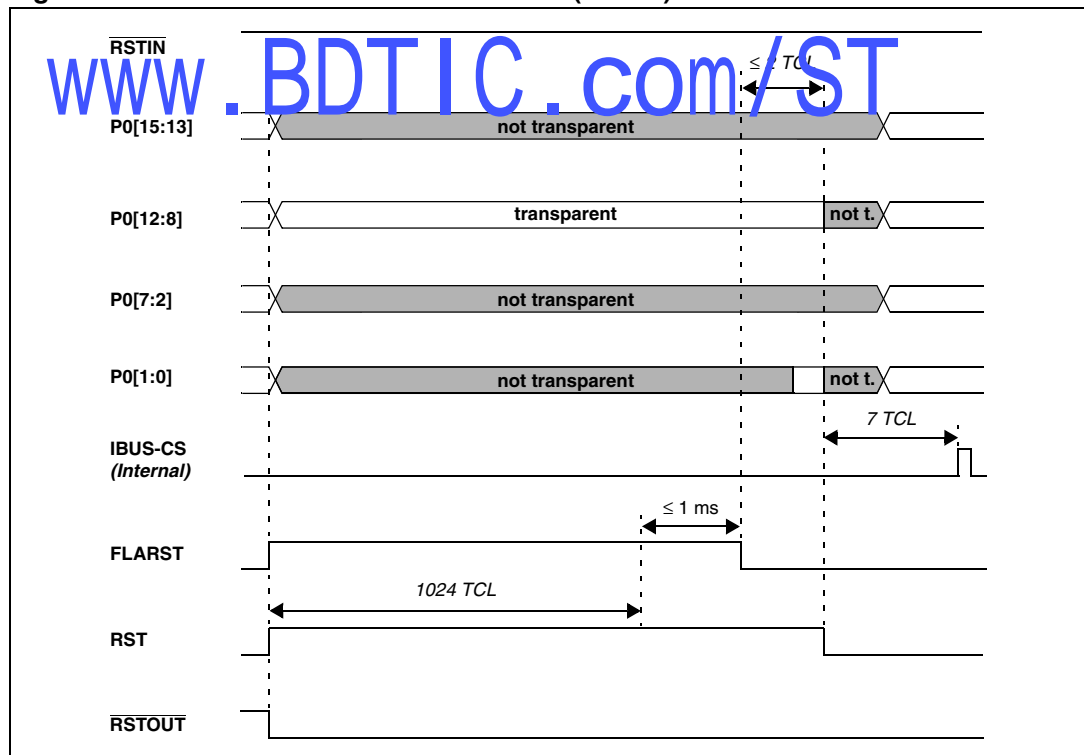 RSTIN
www.BDTIC.com/ST
≤ 2 TCL
P0[15:13]
not transparent
P0[12:8]
transparent
not t.
P0[7:2]
not transparent
P0[1:0]
not transparent
not t.
7 TCL
IBUS-CS
(Internal)
≤ 1 ms
FLARST
1024 TCL
RST
RSTOUT